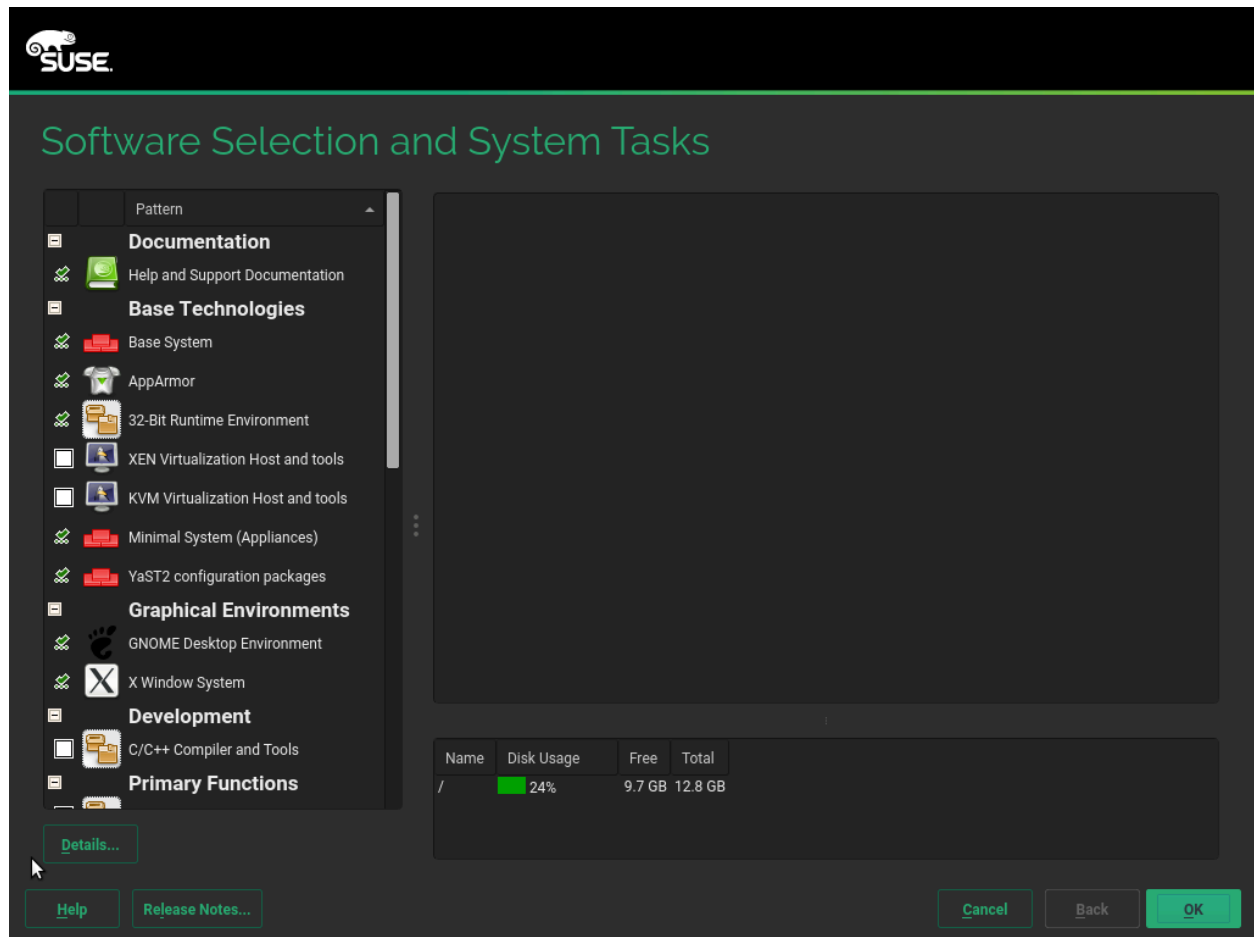 SUSE.
Software Selection and System Tasks
Pattern
Documentation
Help and Support Documentation
Base Technologies
Base System
AppArmor
32-Bit Runtime Environment
XEN Virtualization Host and tools
KVM Virtualization Host and tools
Minimal System (Appliances)
YaST2 configuration packages
Graphical Environments
GNOME Desktop Environment
X Window System
Development
C/C++ Compiler and Tools
Primary Functions
Name Disk Usage Free Total
/ 24% 9.7 GB 12.8 GB
Details...
Help Release Notes... Cancel Back OK